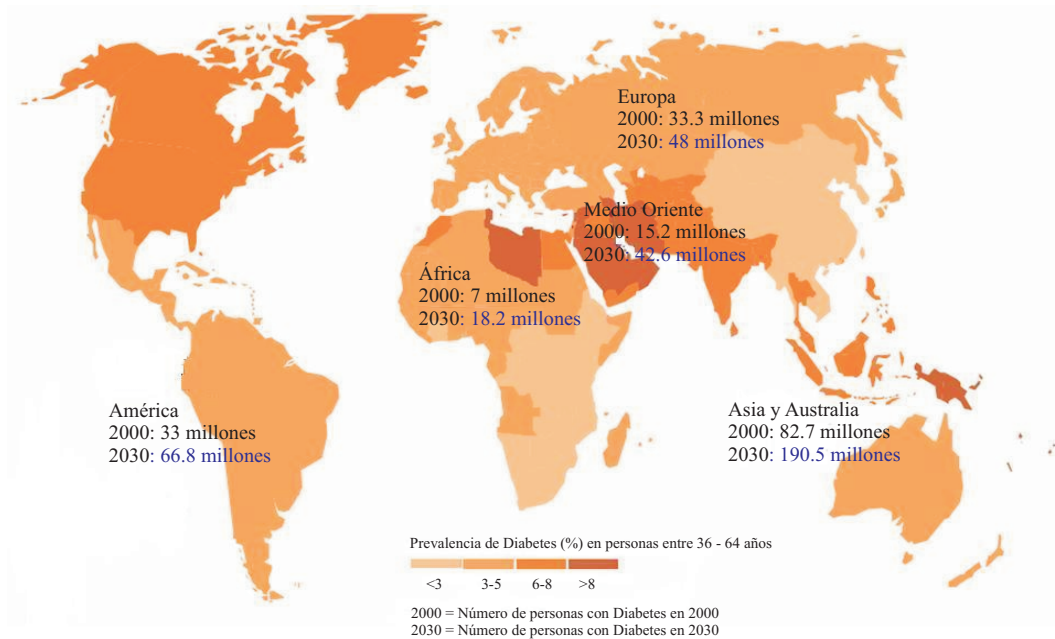 Europa
2000: 33.3 millones
2030: 48 millones
Medio Oriente
2000: 15.2 millones
2030: 42.6 millones
África
2000: 7 millones
2030: 18.2 millones
América
2000: 33 millones
2030: 66.8 millones
Asia y Australia
2000: 82.7 millones
2030: 190.5 millones
Prevalencia de Diabetes (%) en personas entre 36 - 64 años
<3 3-5 6-8 >8
2000 = Número de personas con Diabetes en 2000
2030 = Número de personas con Diabetes en 2030